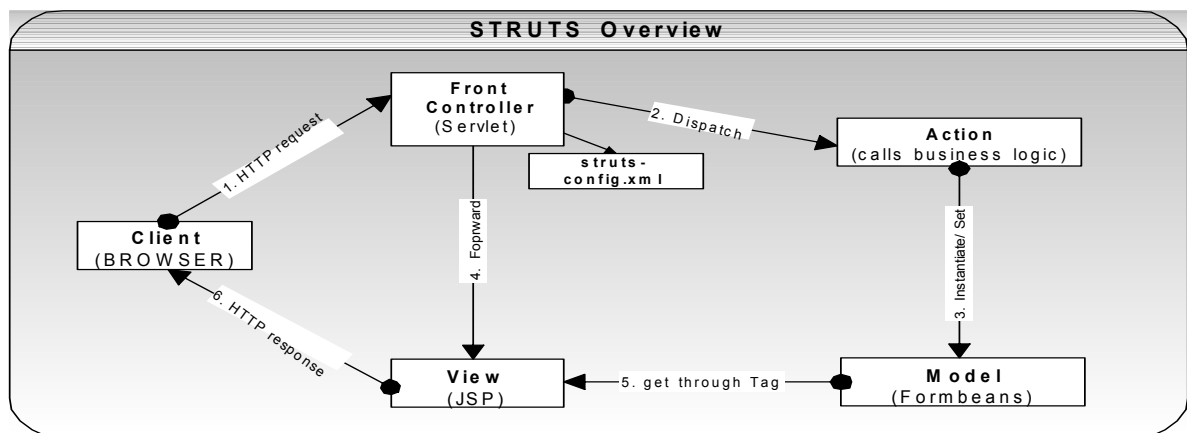 STRUTS Overview
Front
Controller
(Servlet)
1. HTTP request
2. Dispatch
Action
(calls business logic)
struts-
config.xml
Client
(BROWSER)
4. Foprward
3. Instantiate/ Set
6. HTTP response
View
(JSP)
5. get through Tag
Model
(Formbeans)